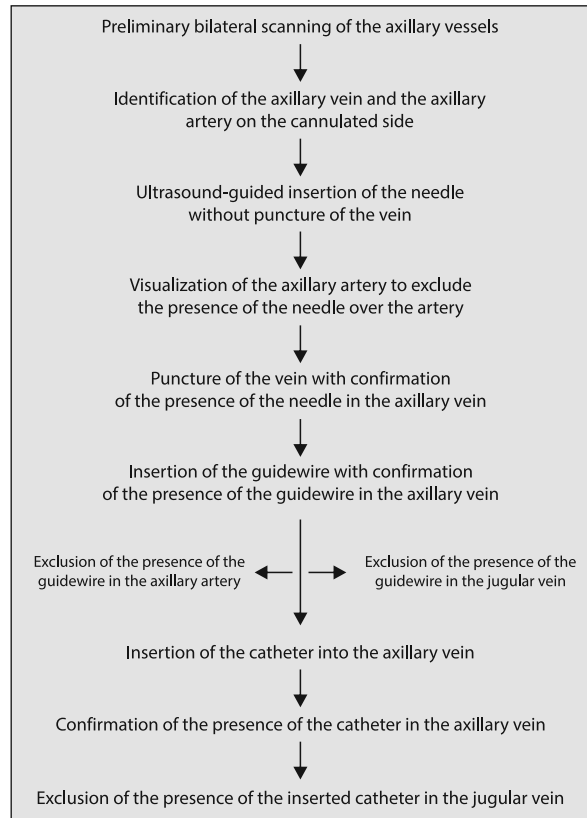 Preliminary bilateral scanning of the axillary vessels
Identification of the axillary vein and the axillary
artery on the cannulated side
Ultrasound-guided insertion of the needle
without puncture of the vein
Visualization of the axillary artery to exclude
the presence of the needle over the artery
Puncture of the vein with confirmation
of the presence of the needle in the axillary vein
Insertion of the guidewire with confirmation
of the presence of the guidewire in the axillary vein
Exclusion of the presence of the
guidewire in the axillary artery
Exclusion of the presence of the
guidewire in the jugular vein
Insertion of the catheter into the axillary vein
Confirmation of the presence of the catheter in the axillary vein
Exclusion of the presence of the inserted catheter in the jugular vein